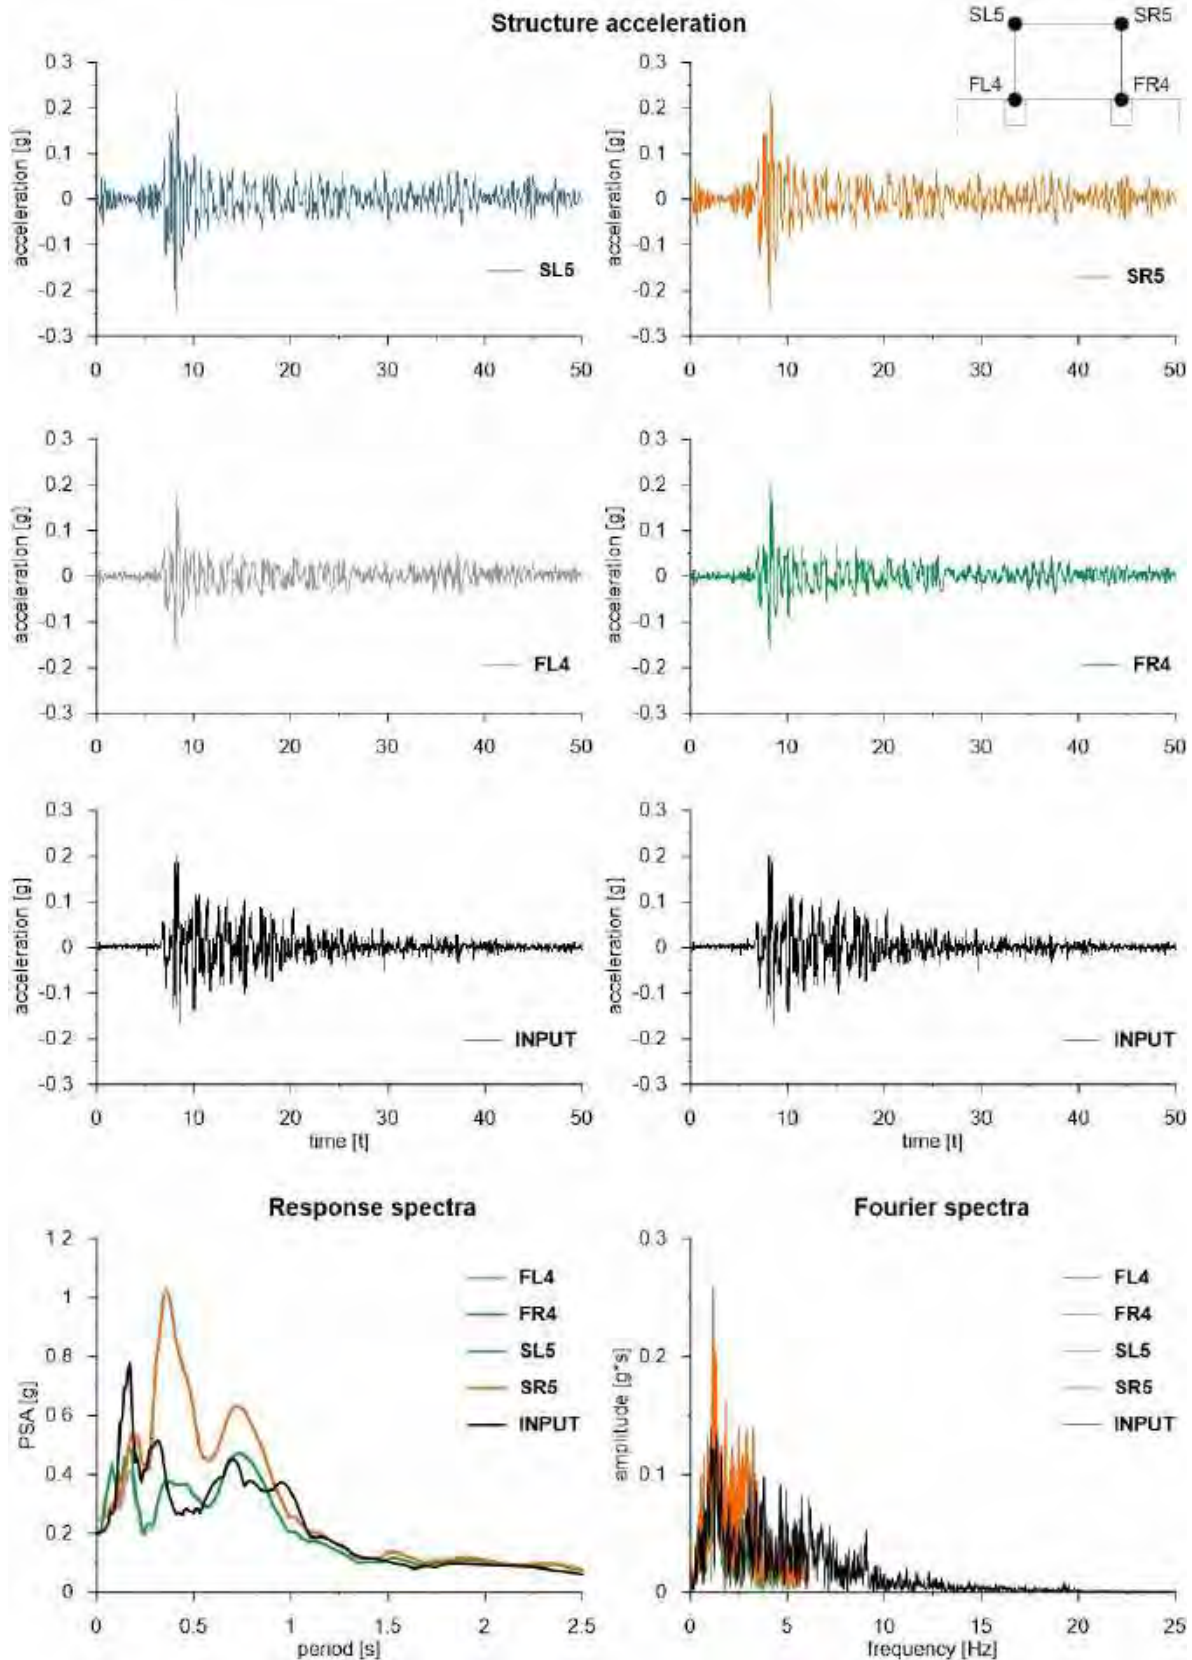 Structure acceleration
SL5 SR5
FL4 FR4
0.3
0.2
0.1
0
-0.1
-0.2
-0.3
acceleration [g]
SL5
0 10 20 30 40 50
0.3
0.2
0.1
0
-0.1
-0.2
-0.3
acceleration [g]
SR5
0 10 20 30 40 50
0.3
0.2
0.1
0
-0.1
-0.2
-0.3
acceleration [g]
FL4
0 10 20 30 40 50
0.3
0.2
0.1
0
-0.1
-0.2
-0.3
acceleration [g]
FR4
0 10 20 30 40 50
0.3
0.2
0.1
0
-0.1
-0.2
-0.3
acceleration [g]
INPUT
0 10 20 30 40 50
time [t]
0.3
0.2
0.1
0
-0.1
-0.2
-0.3
acceleration [g]
INPUT
0 10 20 30 40 50
time [t]
Response spectra
1.2
1
0.8
0.6
0.4
0.2
0
PSA [g]
FL4
FR4
SL5
SR5
INPUT
0 0.5 1 1.5 2 2.5
period [s]
Fourier spectra
0.3
0.2
0.1
0
amplitude [g*s]
FL4
FR4
SL5
SR5
INPUT
0 5 10 15 20 25
frequency [Hz]